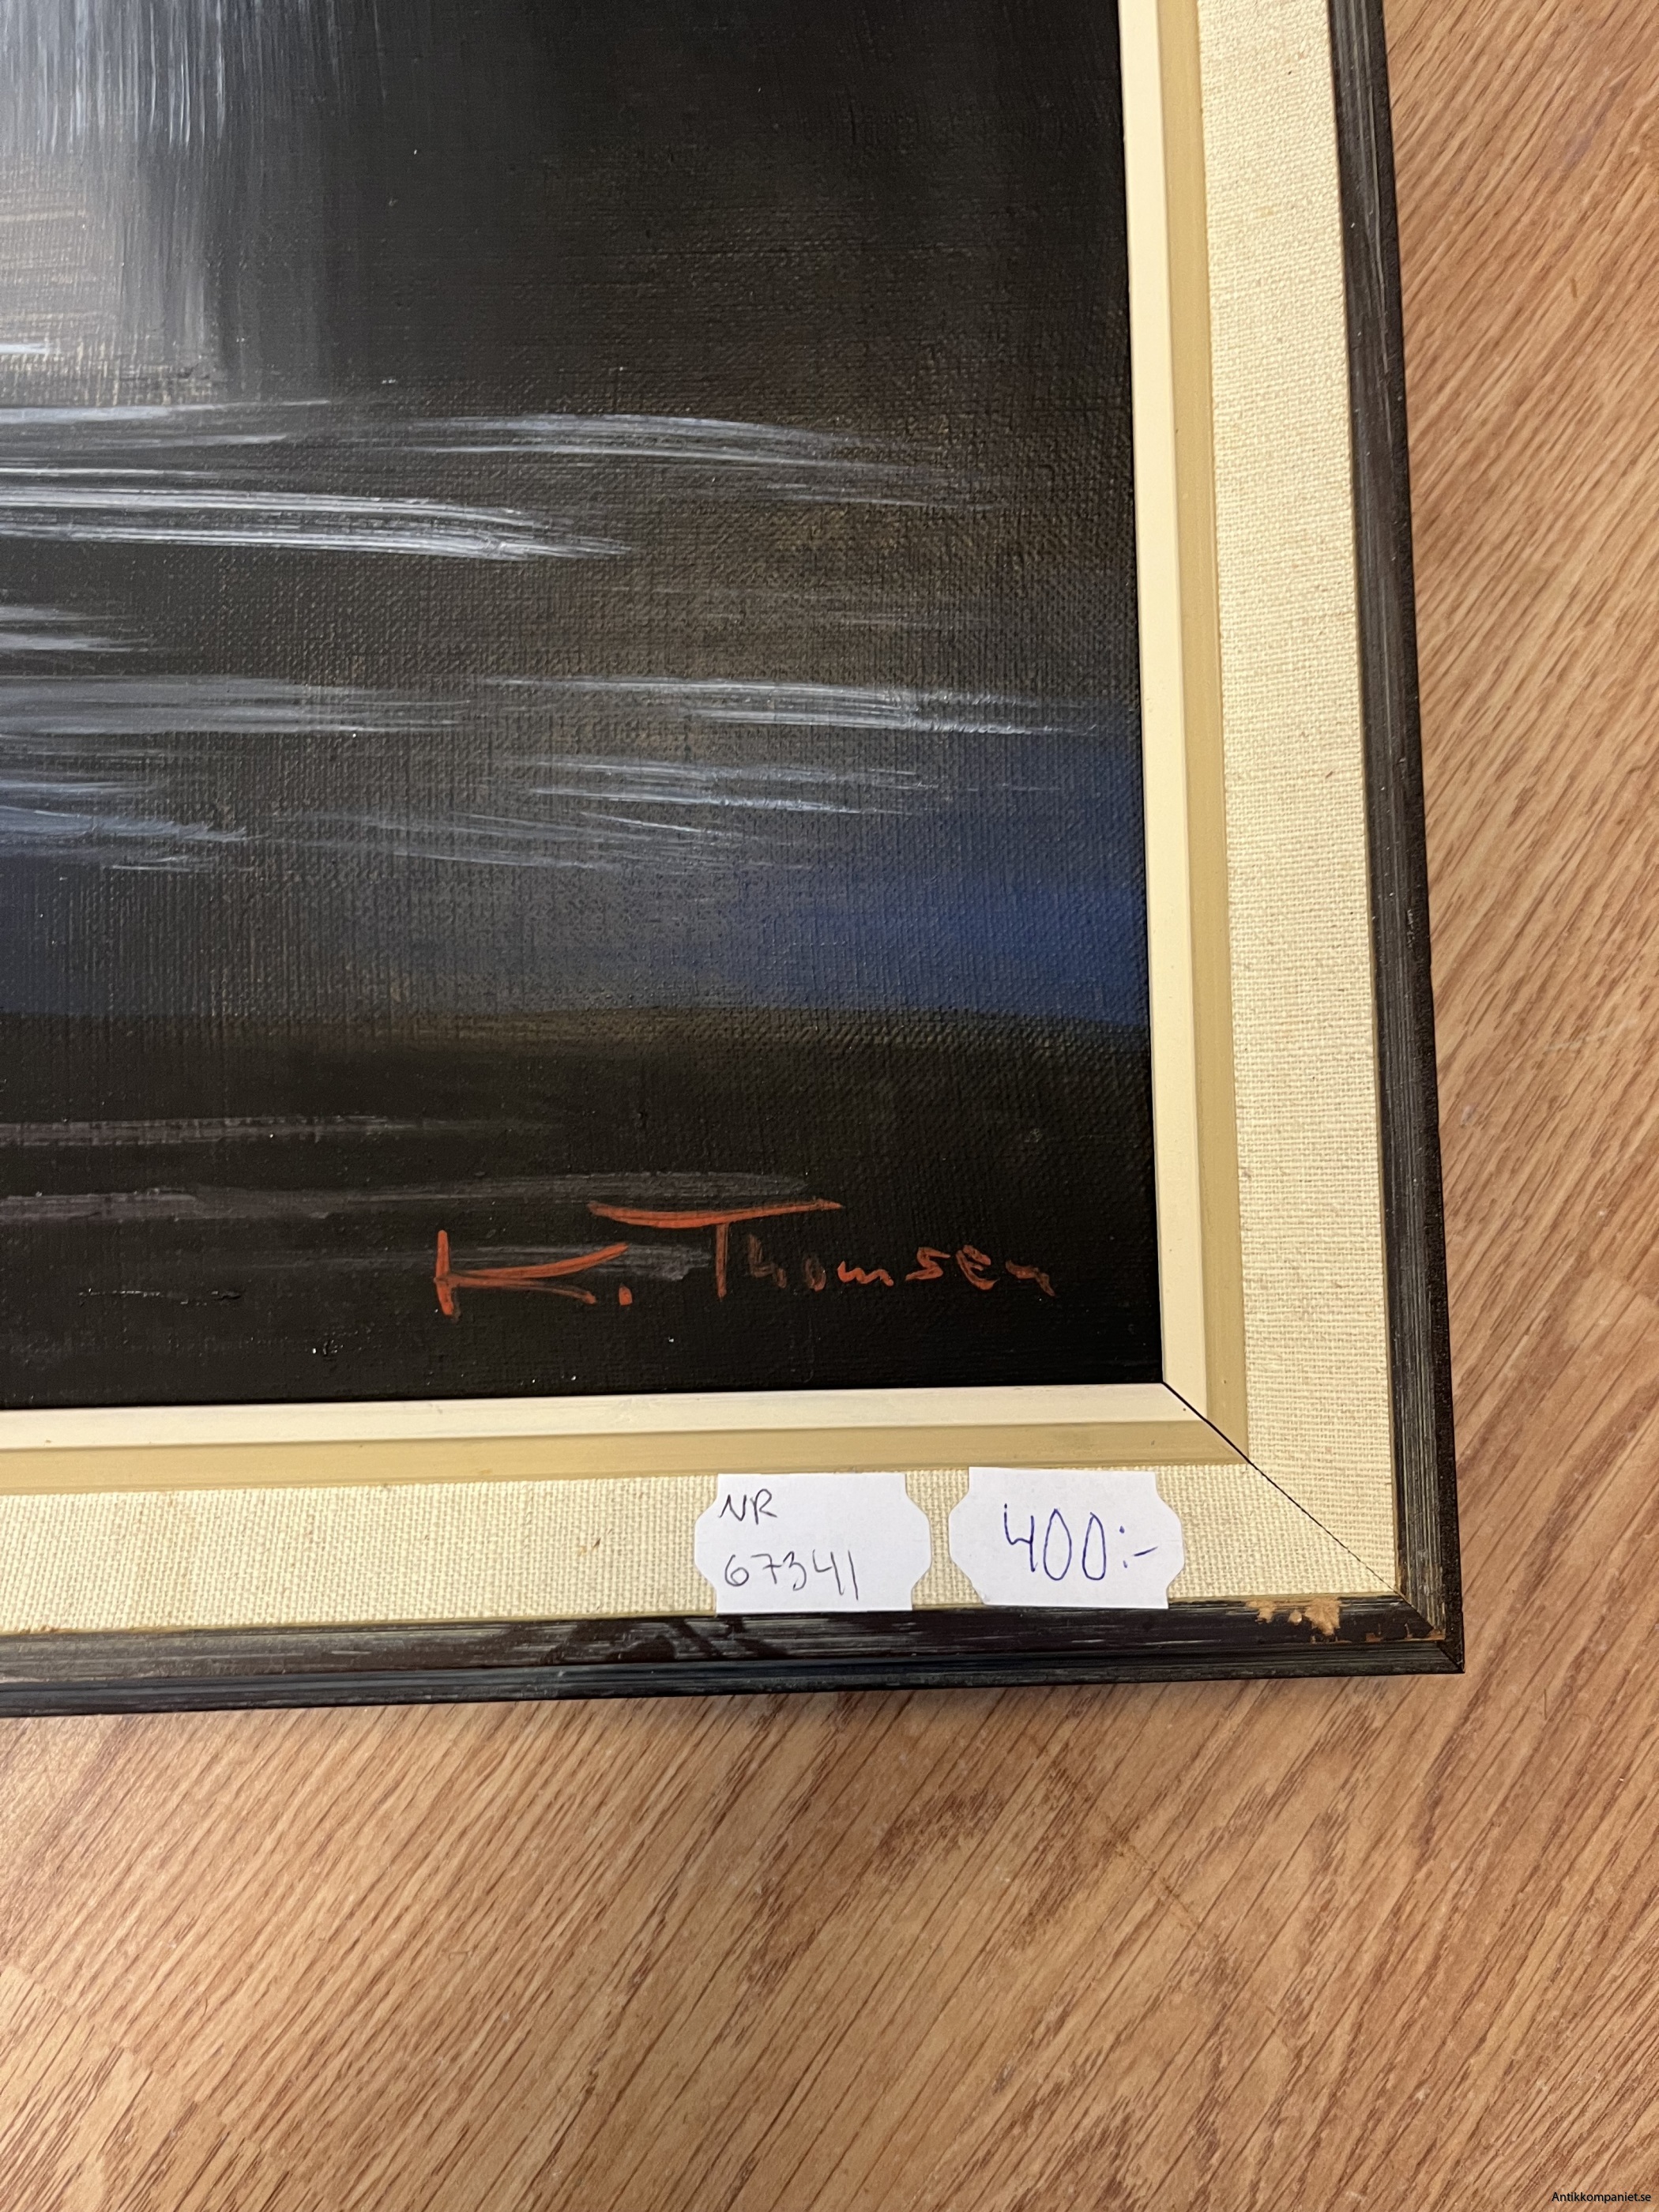 K. Thomsen
NR
67341
400:-
Antikkompaniet.se